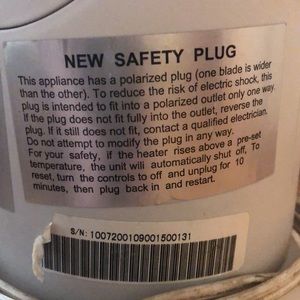 NEW SAFETY PLUG
This appliance has a polarized plug (one blade is wider
than the other). To reduce the risk of electric shock, this
plug is intended to fit into a polarized outlet only one way.
If the plug does not fit fully into the outlet, reverse the
plug. If it still does not fit, contact a qualified electrician.
Do not attempt to modify the plug in any way.
For your safety, if the heater rises above a pre-set
temperature, the unit will automatically shut off, To
reset, turn the controls to off and unplug for 10
minutes, then plug back in and restart.
S/N: 1007200109001500131